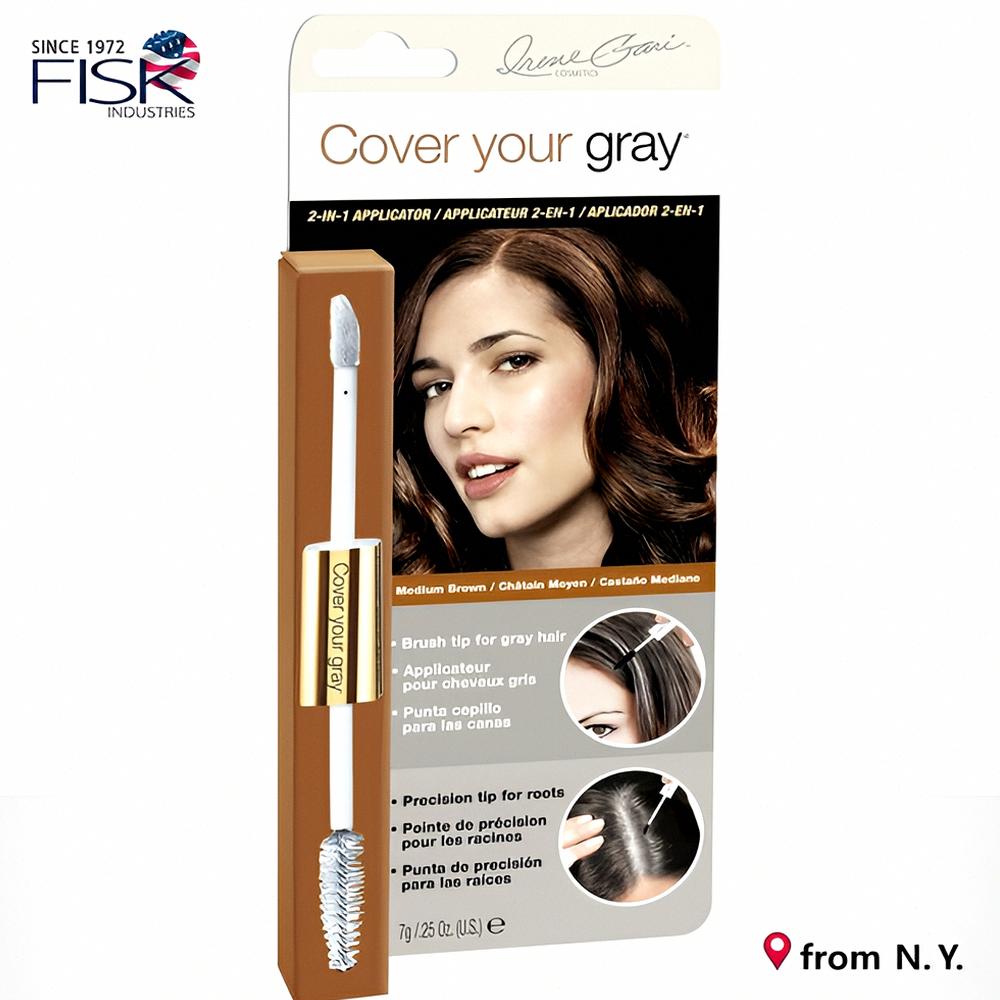 SINCE 1972
FISK
INDUSTRIES
Irene Gari
COSMETICS
Cover your gray
2-IN-1 APPLICATOR / APPLICATEUR 2-EN-1 / APLICADOR 2-EN-1
Cover your gray
Medium Brown / Châtain Moyen / Castaño Mediano
• Brush tip for gray hair
• Applicateur
pour cheveux gris
• Punta cepillo
para las canas
• Precision tip for roots
• Pointe de précision
pour les racines
• Punta de precisión
para las raíces
7g /.25 Oz. (U.S.) e
from N.Y.